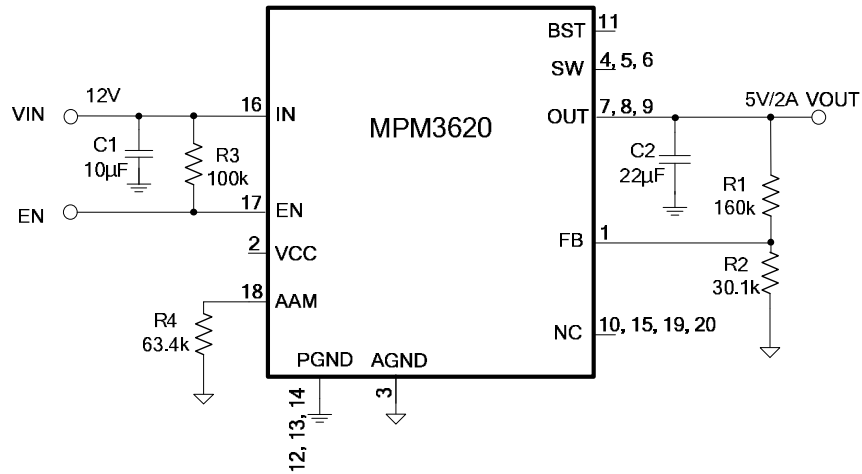 BST
11
SW
4, 5, 6
VIN
12V
16
IN
MPM3620
OUT
7, 8, 9
5V/2A VOUT
C1
10µF
R3
100k
C2
22µF
R1
160k
EN
17
EN
2
VCC
FB
1
R2
30.1k
18
AAM
R4
63.4k
NC
10, 15, 19, 20
PGND
AGND
12, 13, 14
3